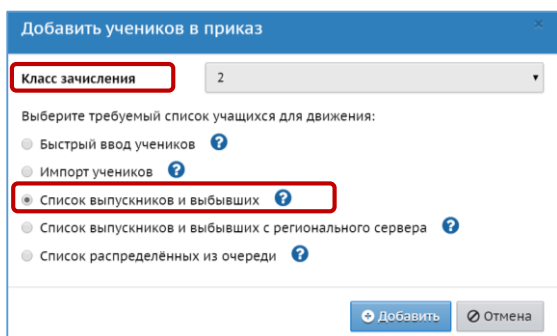 Добавить учеников в приказ ×
Класс зачисления 2
Выберите требуемый список учащихся для движения:
Быстрый ввод учеников ?
Импорт учеников ?
Список выпускников и выбывших ?
Список выпускников и выбывших с регионального сервера ?
Список распределённых из очереди ?
Добавить Отмена